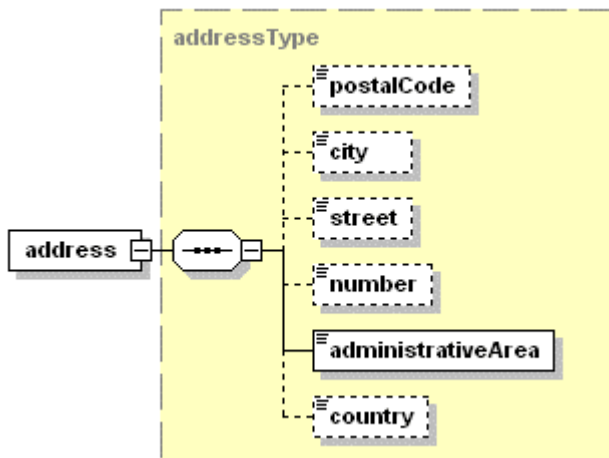 addressType
postalCode
city
street
address
number
administrativeArea
country